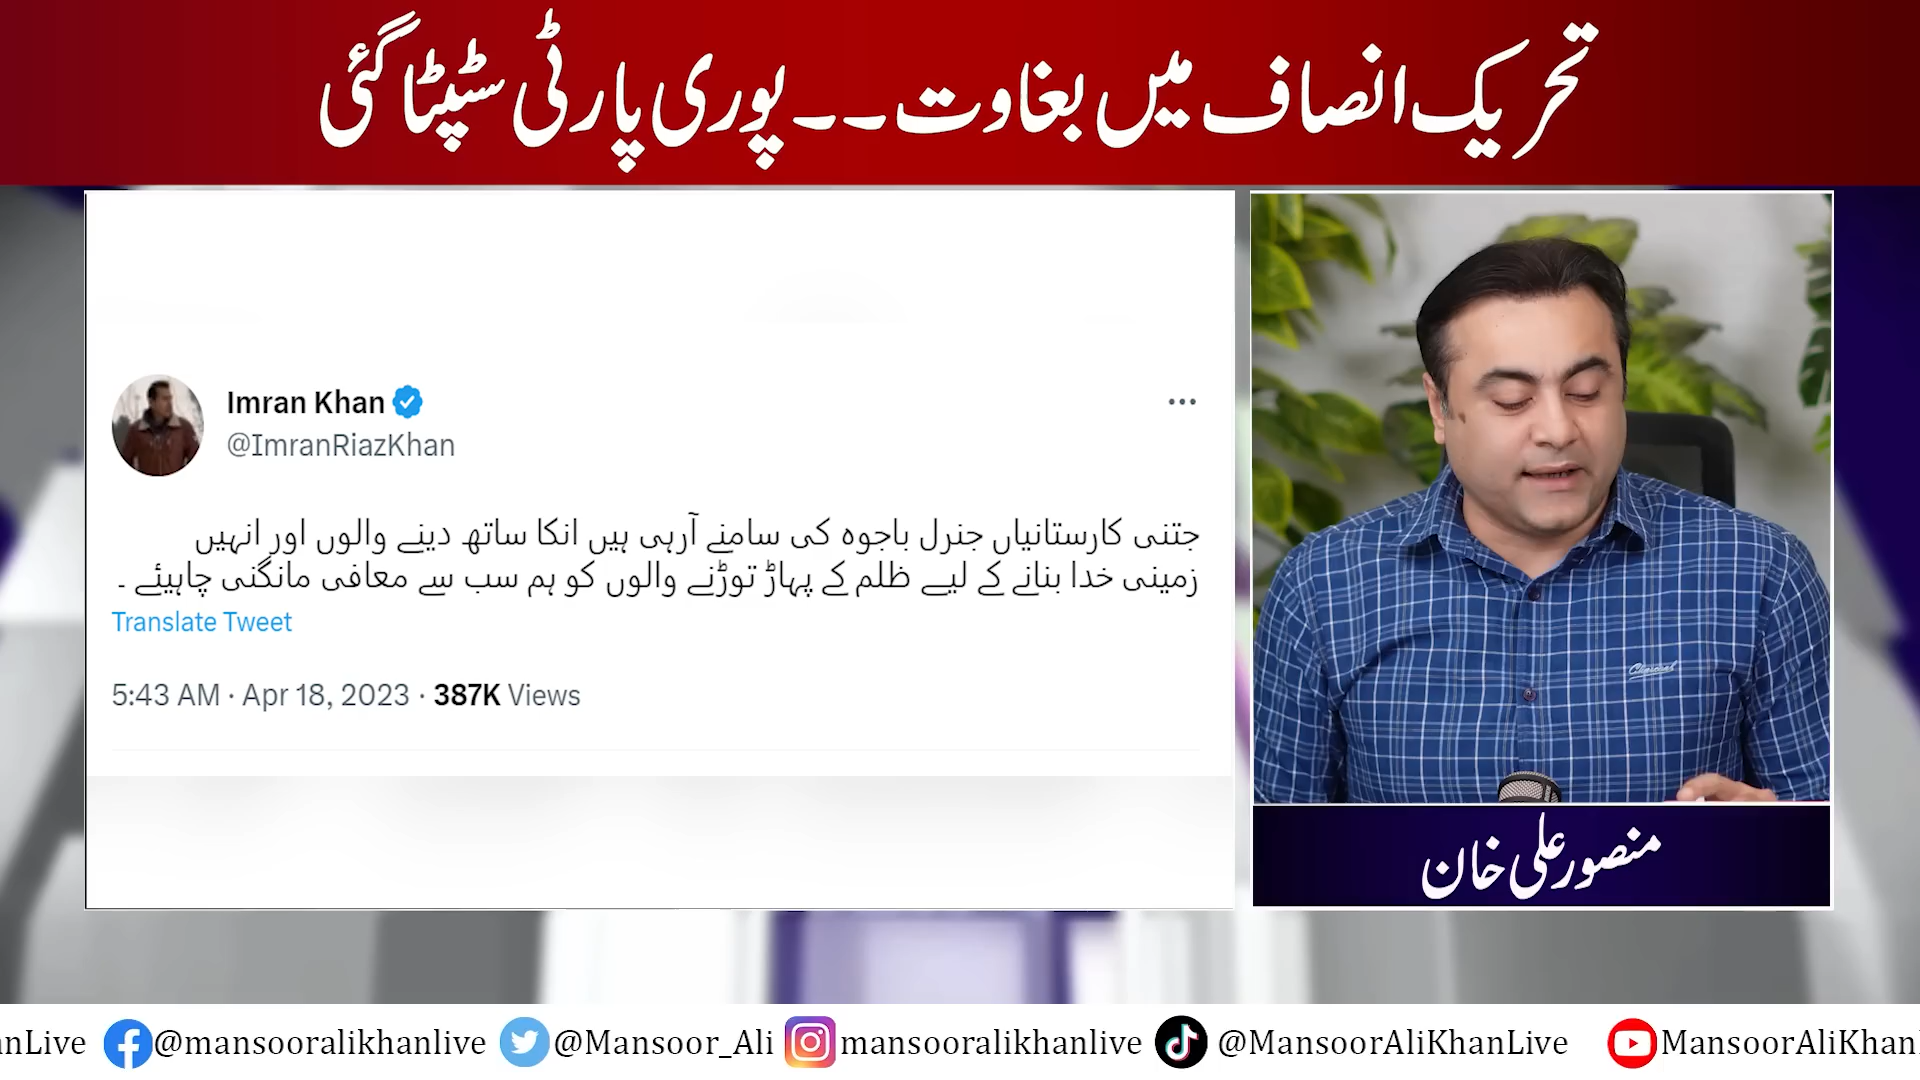 تحریک انصاف میں بغاوت ۔۔ پوری پارٹی سٹپٹا گئی
Imran Khan
@ImranRiazKhan
جتنی کارستانیاں جنرل باجوہ کی سامنے آرہی ہیں انکا ساتھ دینے والوں اور انہیں
زمینی خدا بنانے کے لیے ظلم کے پہاڑ توڑنے والوں کو ہم سب سے معافی مانگنی چاہیئے ۔
Translate Tweet
5:43 AM · Apr 18, 2023 · 387K Views
منصور علی خان
nLive @mansooralikhanlive @Mansoor_Ali mansooralikhanlive @MansoorAliKhanLive MansoorAliKhan